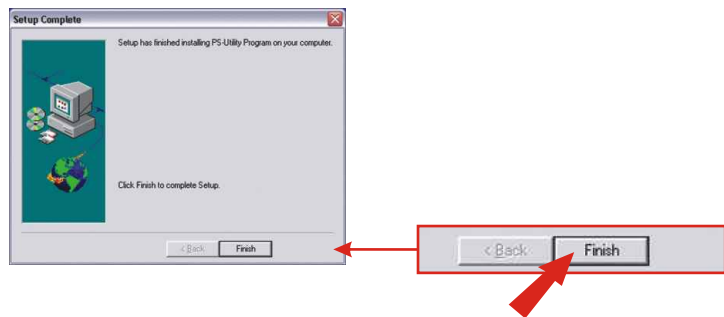 Setup Complete
Setup has finished installing PS-Utility Program on your computer.
Click Finish to complete Setup.
< Back
Finish
< Back
Finish